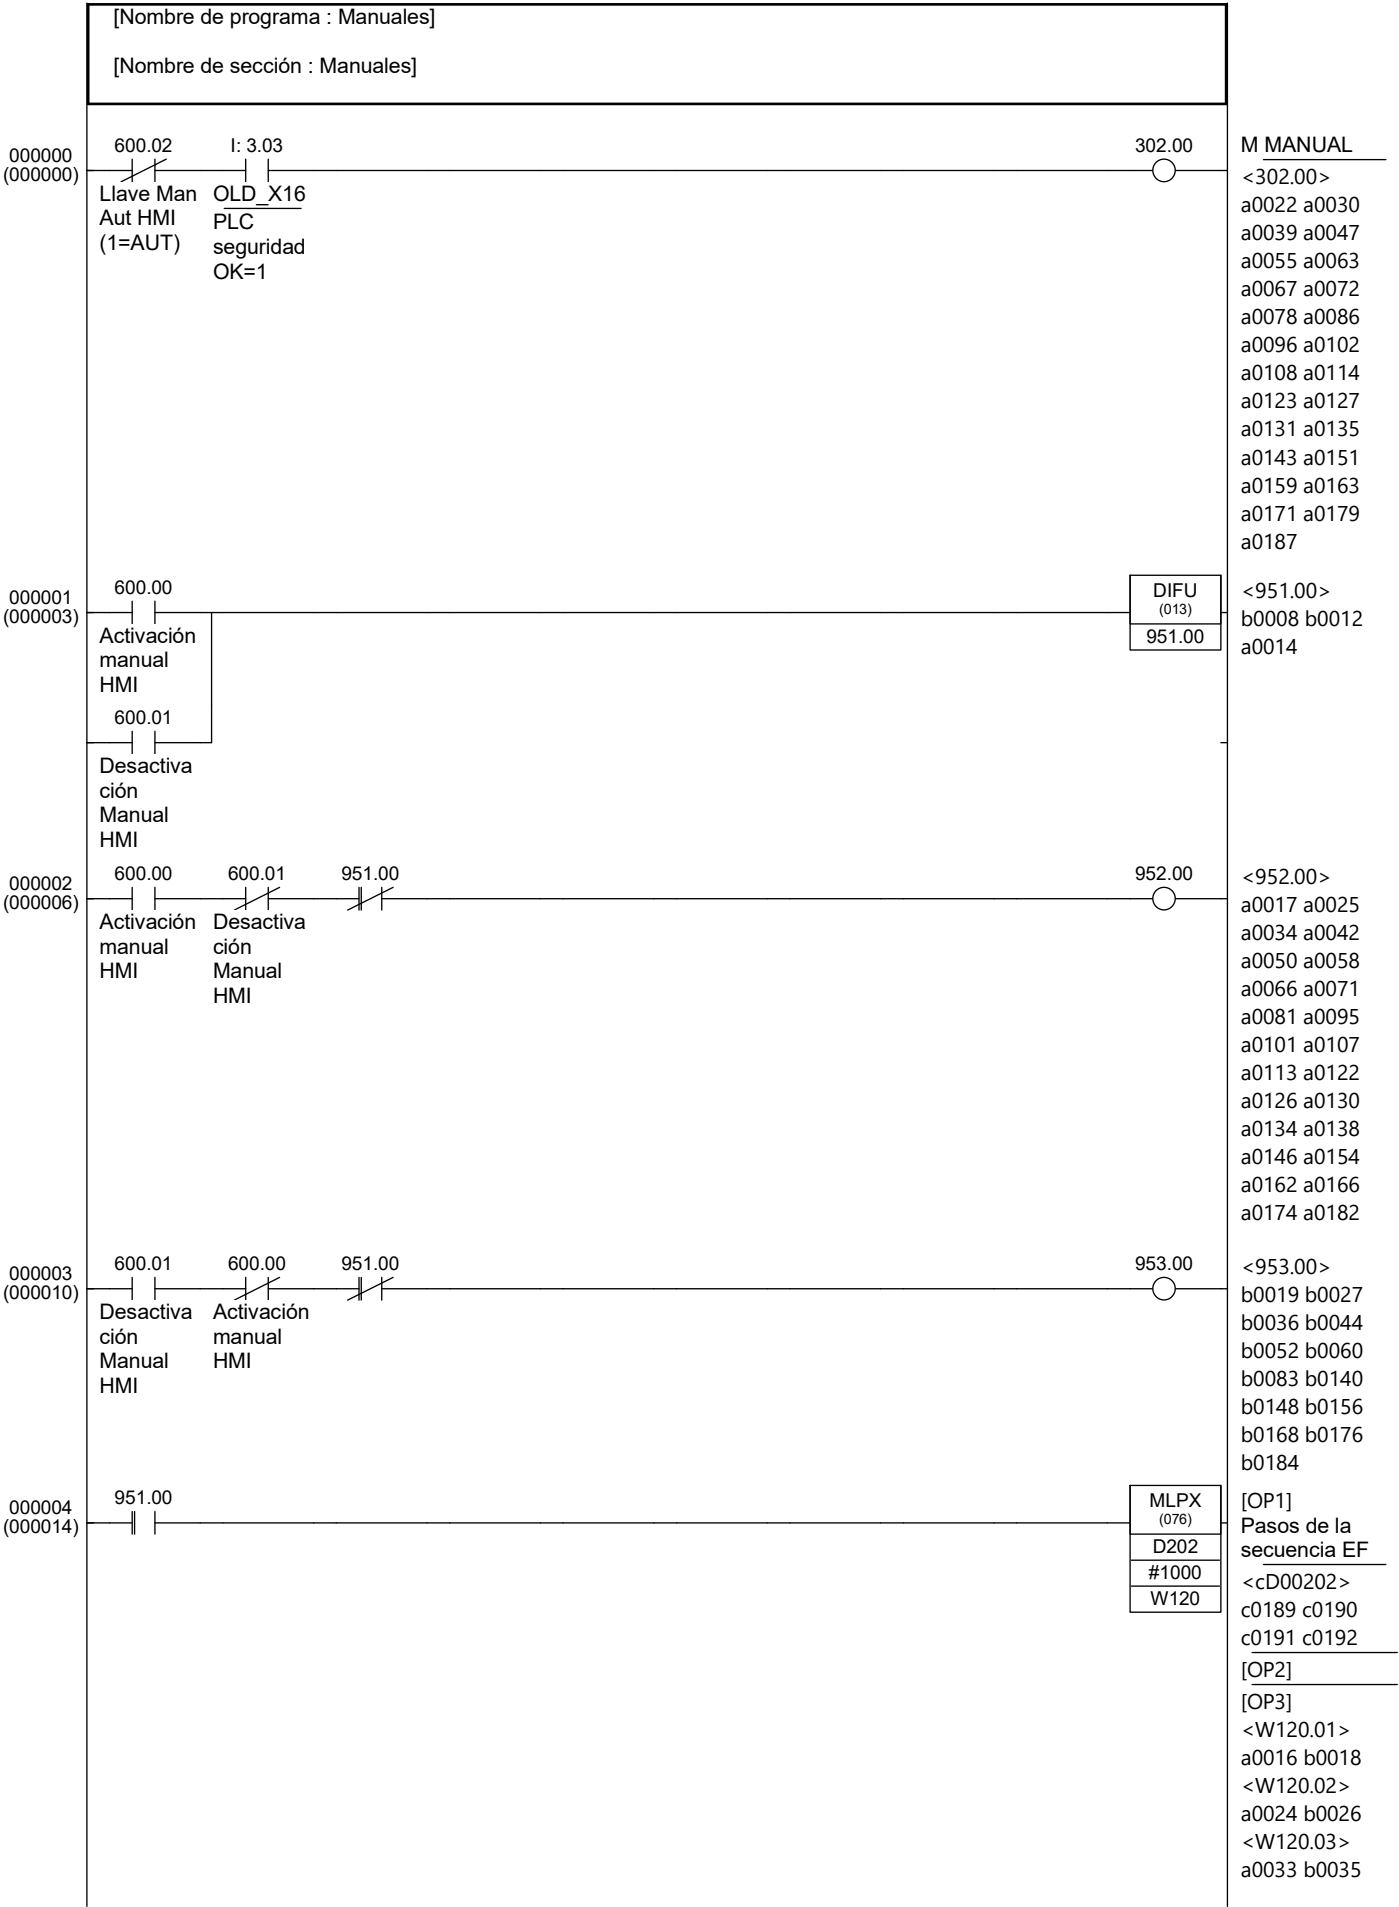 [Nombre de programa : Manuales]
[Nombre de sección : Manuales]
000000
(000000)
600.02
Llave Man
Aut HMI
(1=AUT)
I: 3.03
OLD_X16
PLC
seguridad
OK=1
302.00
M MANUAL
<302.00>
a0022 a0030
a0039 a0047
a0055 a0063
a0067 a0072
a0078 a0086
a0096 a0102
a0108 a0114
a0123 a0127
a0131 a0135
a0143 a0151
a0159 a0163
a0171 a0179
a0187
000001
(000003)
600.00
Activación
manual
HMI
600.01
Desactiva
ción
Manual
HMI
DIFU
(013)
951.00
<951.00>
b0008 b0012
a0014
000002
(000006)
600.00
Activación
manual
HMI
600.01
Desactiva
ción
Manual
HMI
951.00
952.00
<952.00>
a0017 a0025
a0034 a0042
a0050 a0058
a0066 a0071
a0081 a0095
a0101 a0107
a0113 a0122
a0126 a0130
a0134 a0138
a0146 a0154
a0162 a0166
a0174 a0182
000003
(000010)
600.01
Desactiva
ción
Manual
HMI
600.00
Activación
manual
HMI
951.00
953.00
<953.00>
b0019 b0027
b0036 b0044
b0052 b0060
b0083 b0140
b0148 b0156
b0168 b0176
b0184
000004
(000014)
951.00
MLPX
(076)
D202
#1000
W120
[OP1]
Pasos de la
secuencia EF
<cD00202>
c0189 c0190
c0191 c0192
[OP2]
[OP3]
<W120.01>
a0016 b0018
<W120.02>
a0024 b0026
<W120.03>
a0033 b0035